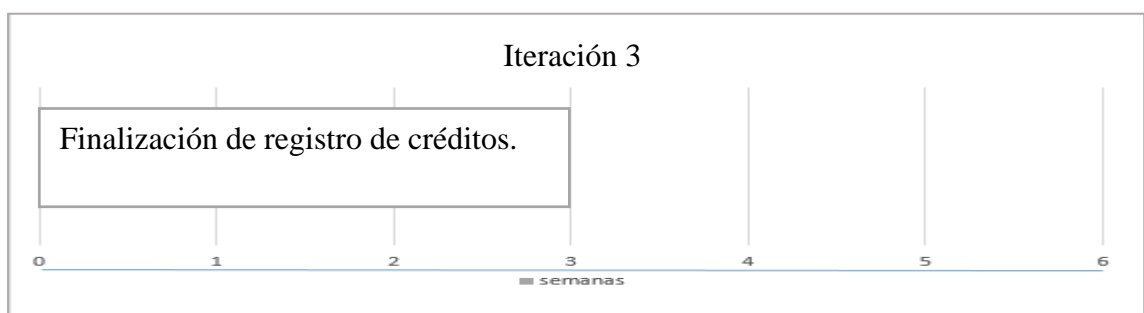 Iteración 3
Finalización de registro de créditos.
0 1 2 3 4 5 6
semanas